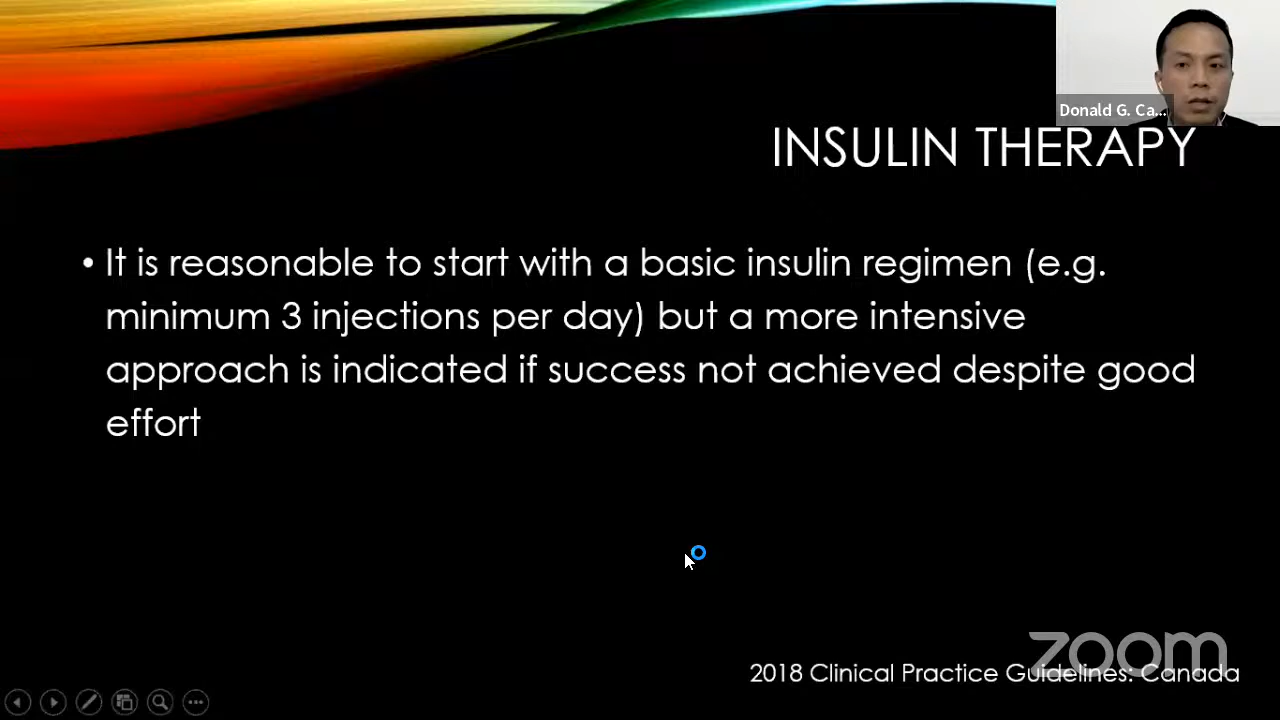 Donald G. Ca...
INSULIN THERAPY
• It is reasonable to start with a basic insulin regimen (e.g.
minimum 3 injections per day) but a more intensive
approach is indicated if success not achieved despite good
effort
zoom
2018 Clinical Practice Guidelines: Canada